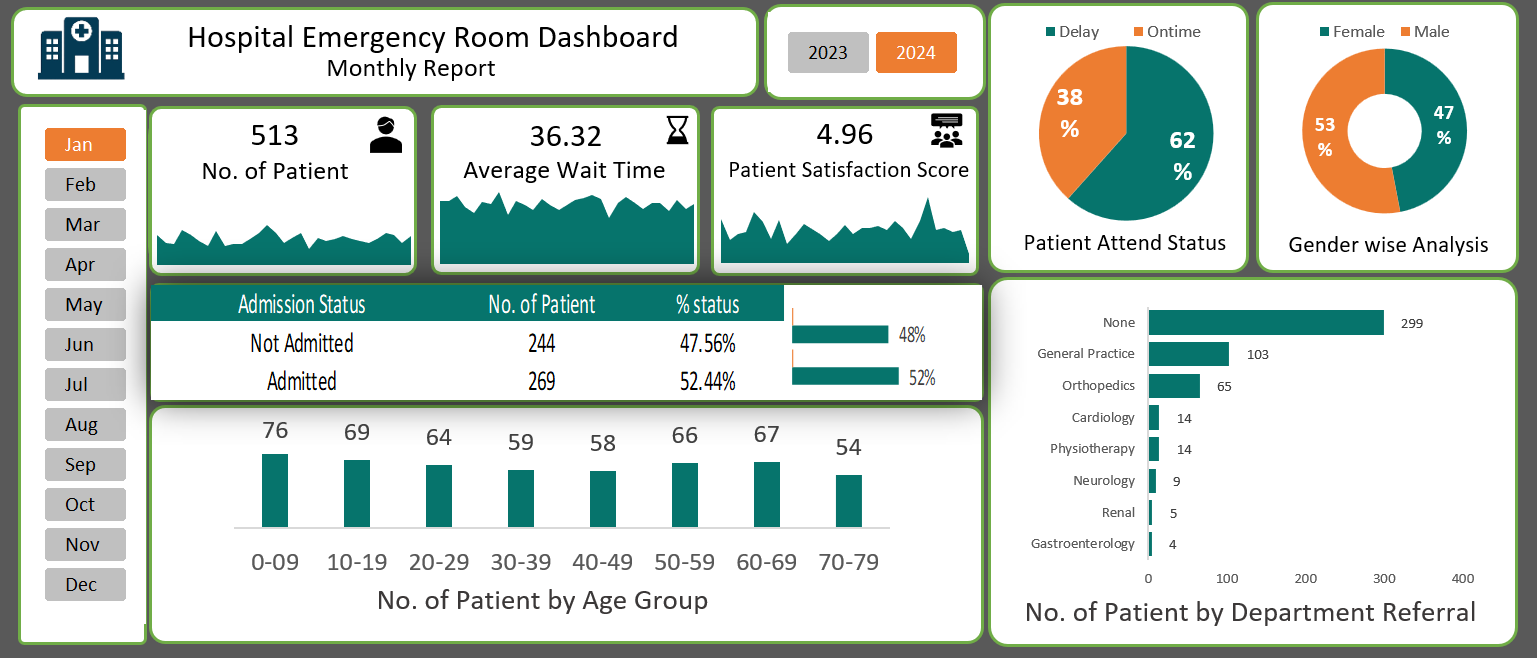 Hospital Emergency Room Dashboard
Monthly Report
2023 2024
Jan
Feb
Mar
Apr
May
Jun
Jul
Aug
Sep
Oct
Nov
Dec
513
No. of Patient
36.32
Average Wait Time
4.96
Patient Satisfaction Score
Delay Ontime
38
%
62
%
Patient Attend Status
Female Male
53
%
47
%
Gender wise Analysis
Admission Status No. of Patient % status
Not Admitted 244 47.56% 48%
Admitted 269 52.44% 52%
76 69 64 59 58 66 67 54
0-09 10-19 20-29 30-39 40-49 50-59 60-69 70-79
No. of Patient by Age Group
None 299
General Practice 103
Orthopedics 65
Cardiology 14
Physiotherapy 14
Neurology 9
Renal 5
Gastroenterology 4
0 100 200 300 400
No. of Patient by Department Referral